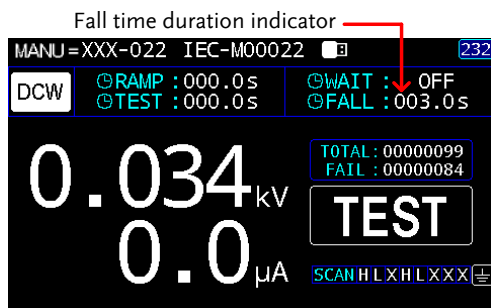 Fall time duration indicator
MANU=XXX-022 IEC-M00022 232
DCW RAMP :000.0s WAIT : OFF
TEST :000.0s FALL :003.0s
TOTAL:00000099
FAIL :00000084
0.034kV
TEST
0.0µA
SCAN HLXHLXXX